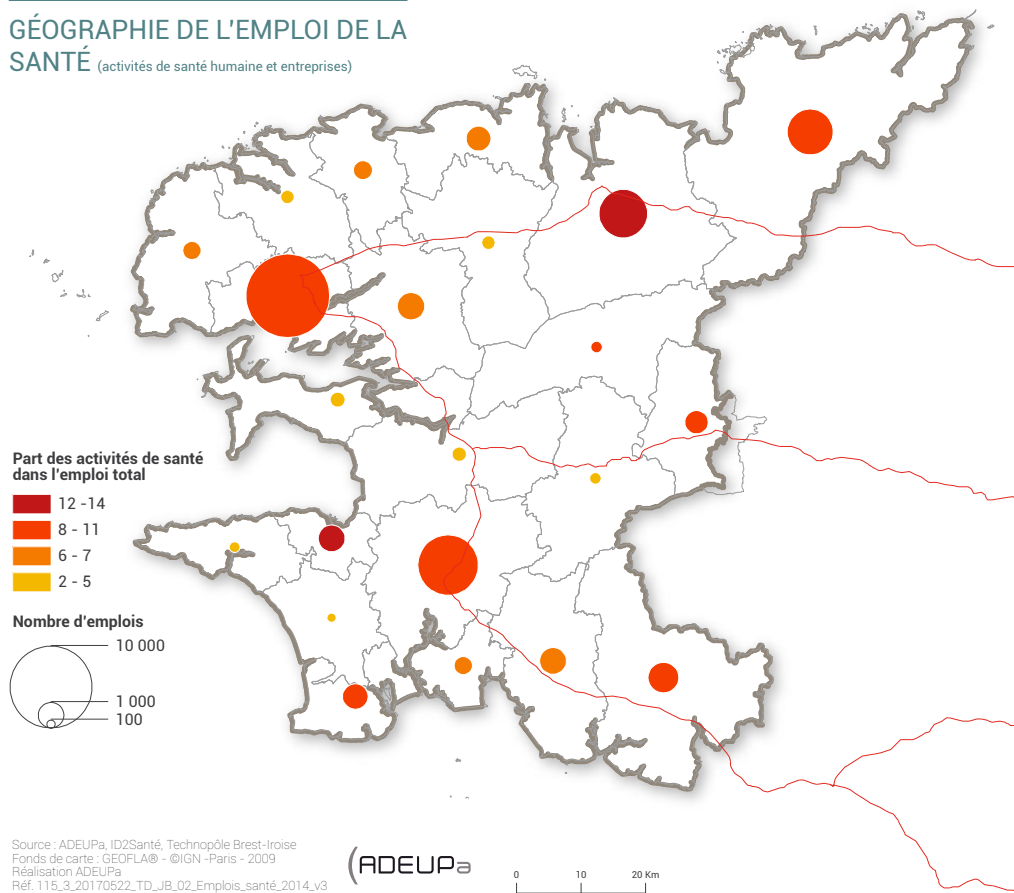 GÉOGRAPHIE DE L'EMPLOI DE LA
SANTÉ (activités de santé humaine et entreprises)
Part des activités de santé
dans l'emploi total
12 -14
8 - 11
6 - 7
2 - 5
Nombre d'emplois
10 000
1 000
100
Source : ADEUPa, ID2Santé, Technopôle Brest-Iroise
Fonds de carte : GEOFLA® - ©IGN -Paris - 2009
Réalisation ADEUPa
Réf. 115_3_20170522_TD_JB_02_Emplois_santé_2014_v3
ADEUPa
0 10 20 Km